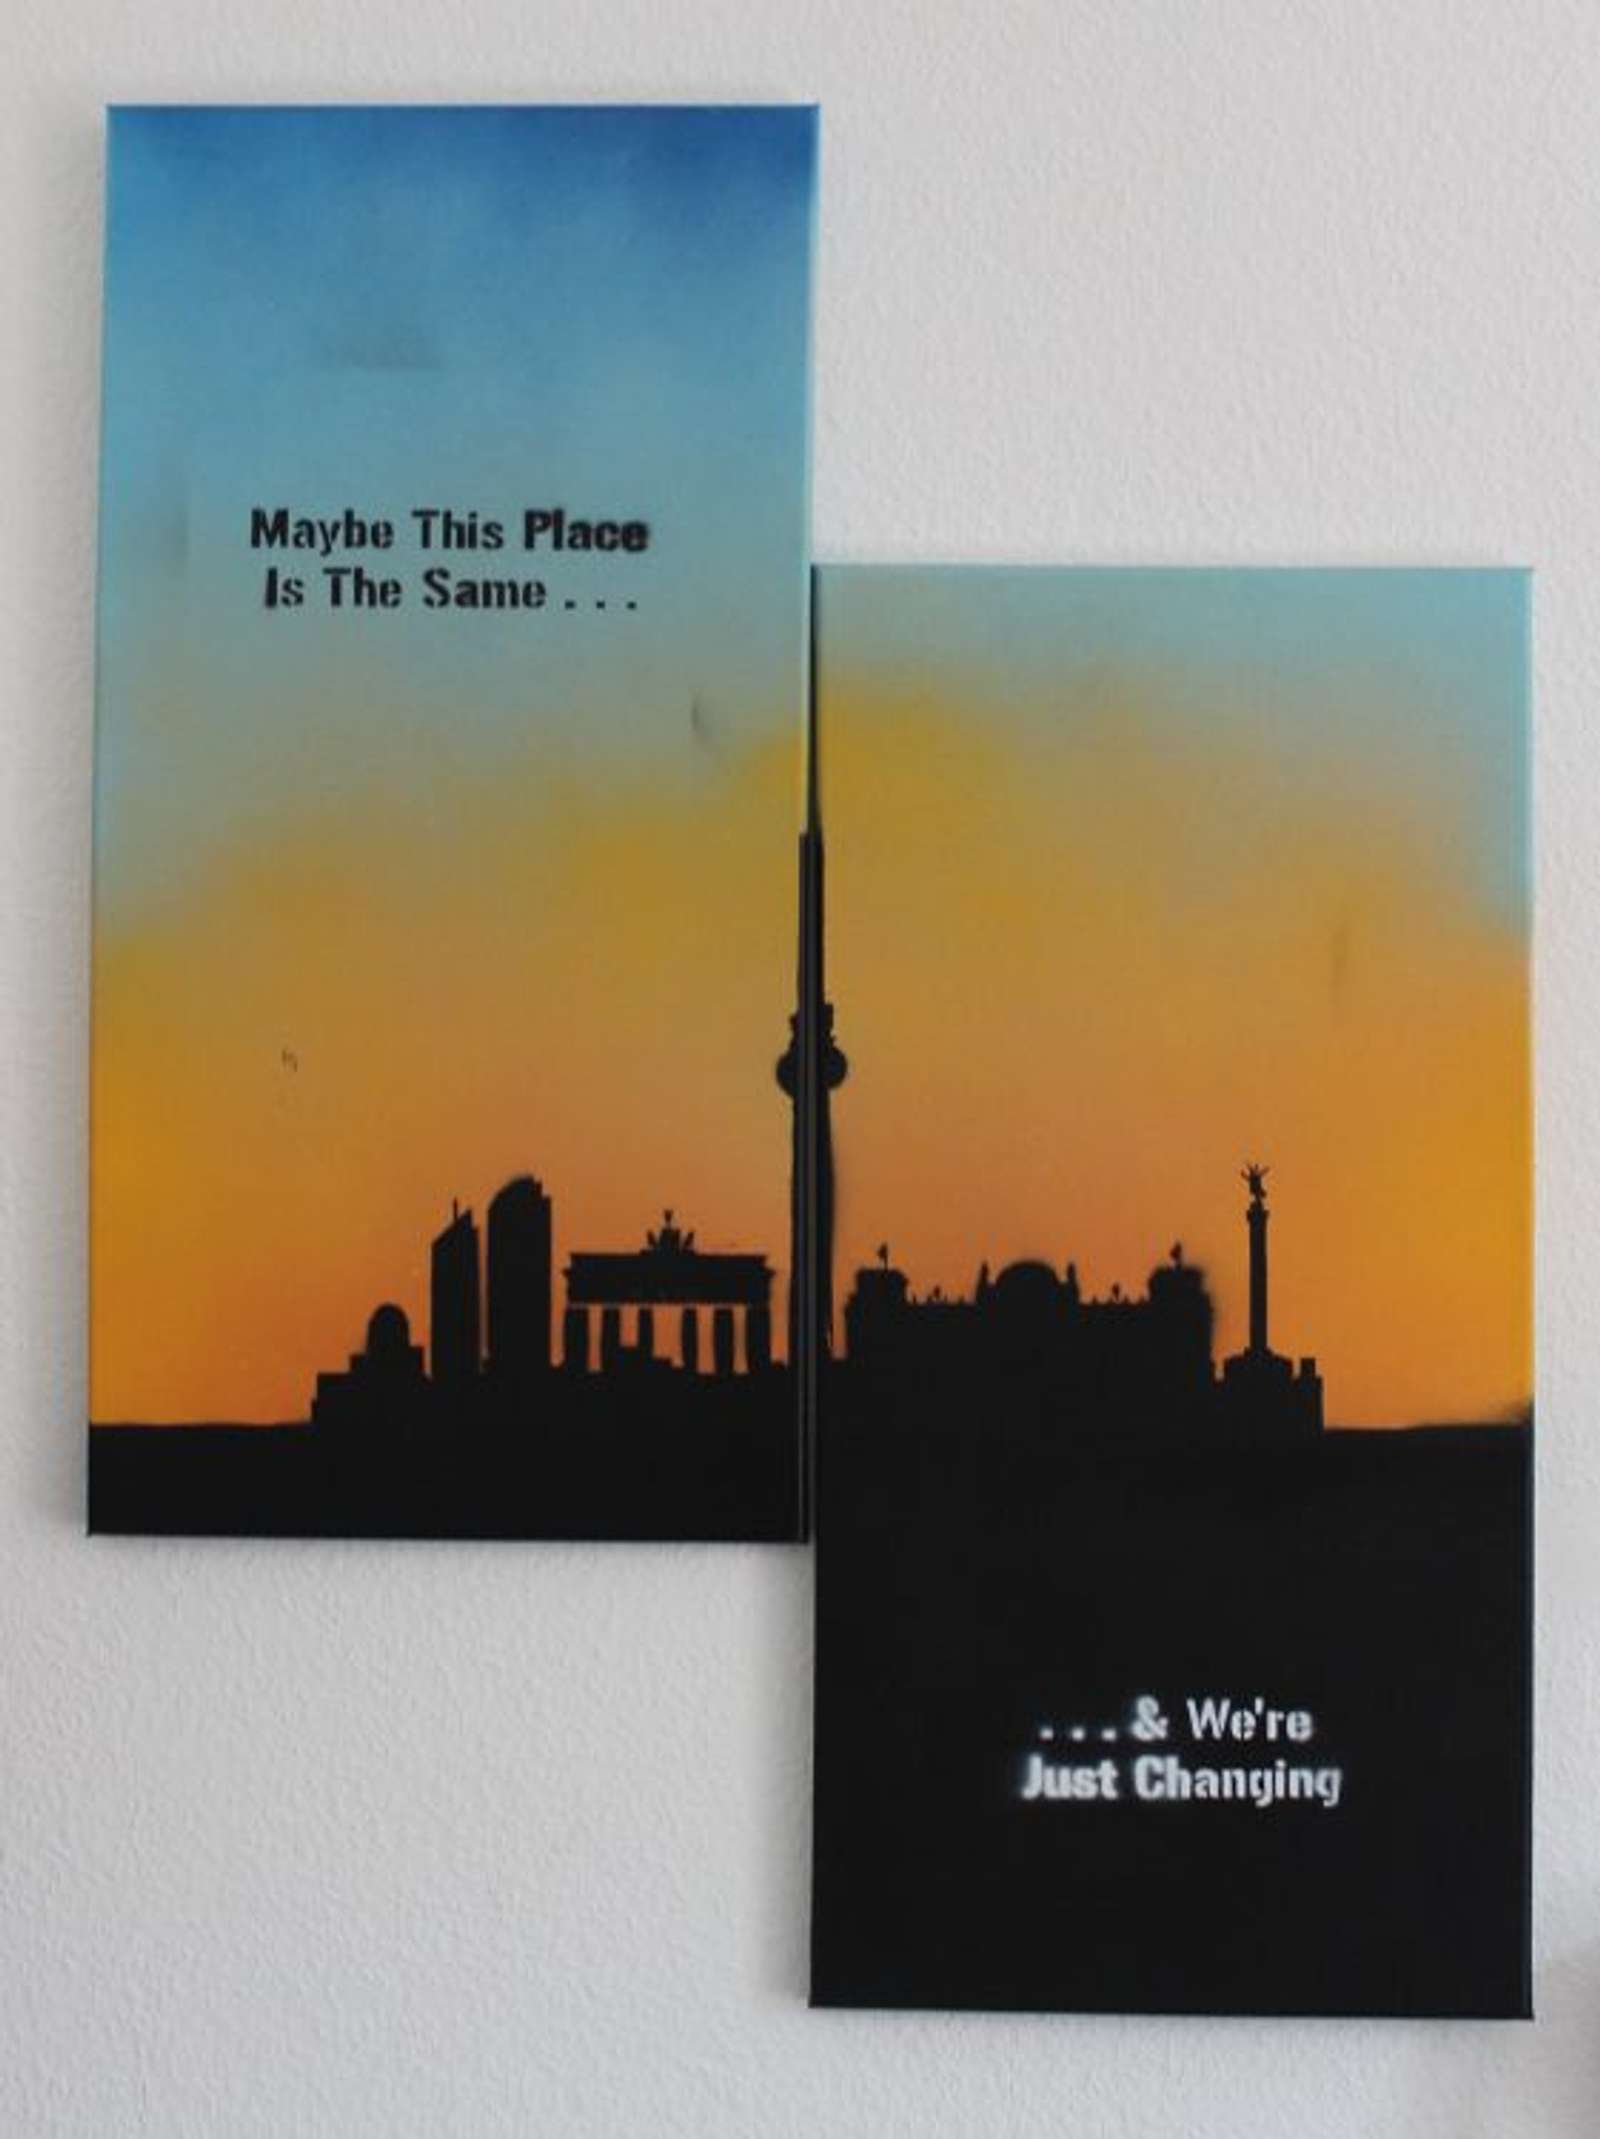 Maybe This Place
Is The Same . . .
. . . & We're
Just Changing